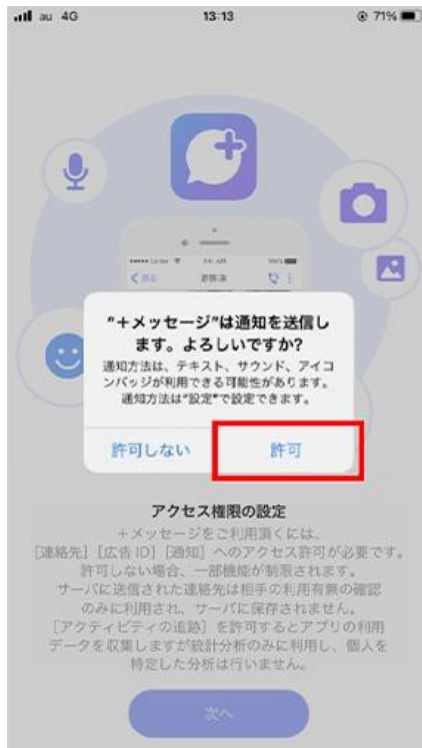 au 4G 13:13 71%
"＋メッセージ"は通知を送信し
ます。よろしいですか?
通知方法は、テキスト、サウンド、アイコ
ンバッジが利用できる可能性があります。
通知方法は"設定"で設定できます。
許可しない 許可
アクセス権限の設定
＋メッセージをご利用頂くには、
［連絡先］［広告 ID］［通知］へのアクセス許可が必要です。
許可しない場合、一部機能が制限されます。
サーバに送信された連絡先は相手の利用有無の確認
のみに利用され、サーバに保存されません。
［アクティビティの追跡］を許可するとアプリの利用
データを収集しますが統計分析のみに利用し、個人を
特定した分析は行いません。
次へ